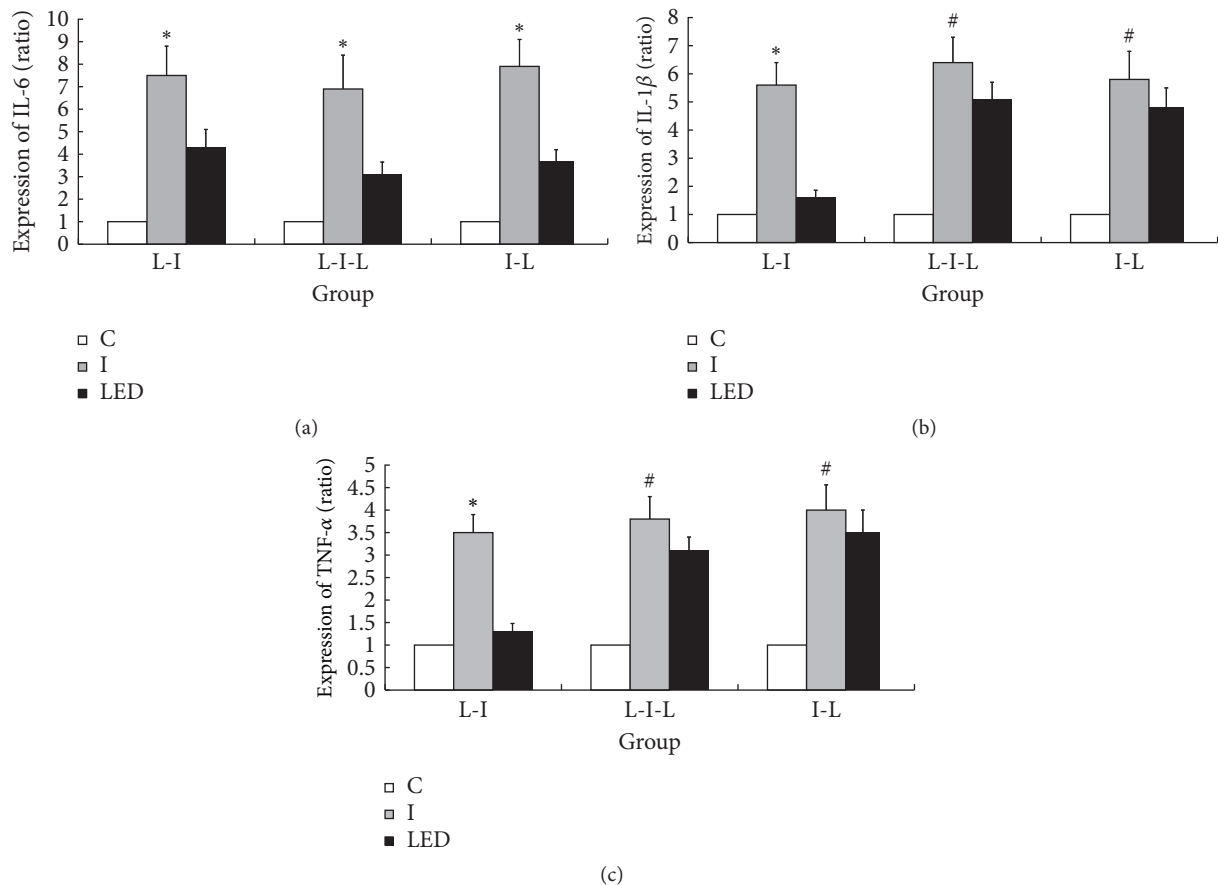 Expression of IL-6 (ratio)
10
9
8
7
6
5
4
3
2
1
0
*
*
*
L-I
L-I-L
I-L
Group
C
I
LED
(a)
Expression of IL-1β (ratio)
8
7
6
5
4
3
2
1
0
*
#
#
L-I
L-I-L
I-L
Group
C
I
LED
(b)
Expression of TNF-α (ratio)
5
4.5
4
3.5
3
2.5
2
1.5
1
0.5
0
*
#
#
L-I
L-I-L
I-L
Group
C
I
LED
(c)